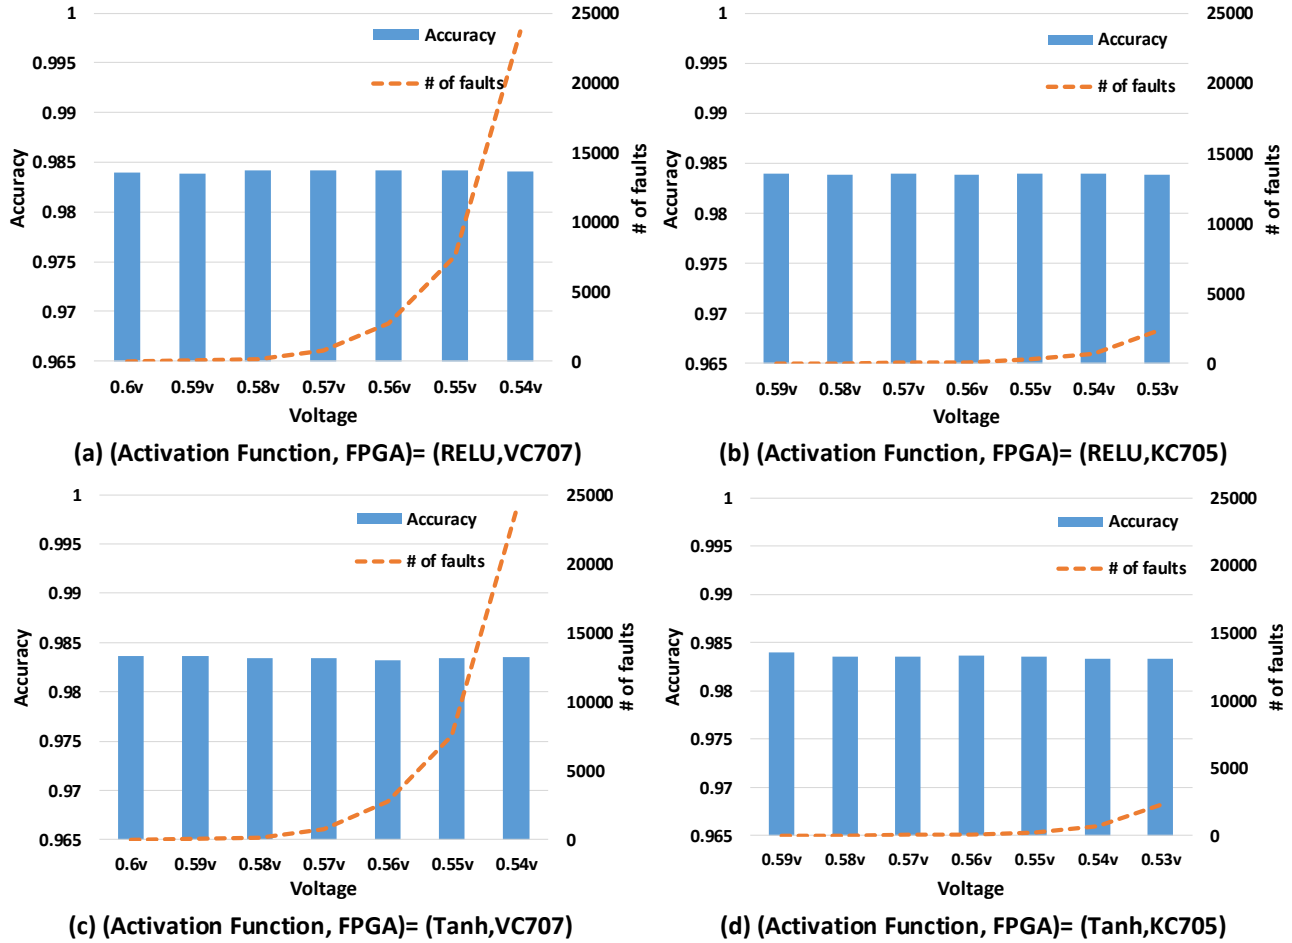 1
0.995
0.99
0.985
0.98
0.975
0.97
0.965
Accuracy
25000
20000
15000
10000
5000
0
# of faults
Accuracy
# of faults
0.6v 0.59v 0.58v 0.57v 0.56v 0.55v 0.54v
Voltage
(a) (Activation Function, FPGA)= (RELU,VC707)
1
0.995
0.99
0.985
0.98
0.975
0.97
0.965
Accuracy
25000
20000
15000
10000
5000
0
# of faults
Accuracy
# of faults
0.59v 0.58v 0.57v 0.56v 0.55v 0.54v 0.53v
Voltage
(b) (Activation Function, FPGA)= (RELU,KC705)
1
0.995
0.99
0.985
0.98
0.975
0.97
0.965
Accuracy
25000
20000
15000
10000
5000
0
# of faults
Accuracy
# of faults
0.6v 0.59v 0.58v 0.57v 0.56v 0.55v 0.54v
Voltage
(c) (Activation Function, FPGA)= (Tanh,VC707)
1
0.995
0.99
0.985
0.98
0.975
0.97
0.965
Accuracy
25000
20000
15000
10000
5000
0
# of faults
Accuracy
# of faults
0.59v 0.58v 0.57v 0.56v 0.55v 0.54v 0.53v
Voltage
(d) (Activation Function, FPGA)= (Tanh,KC705)